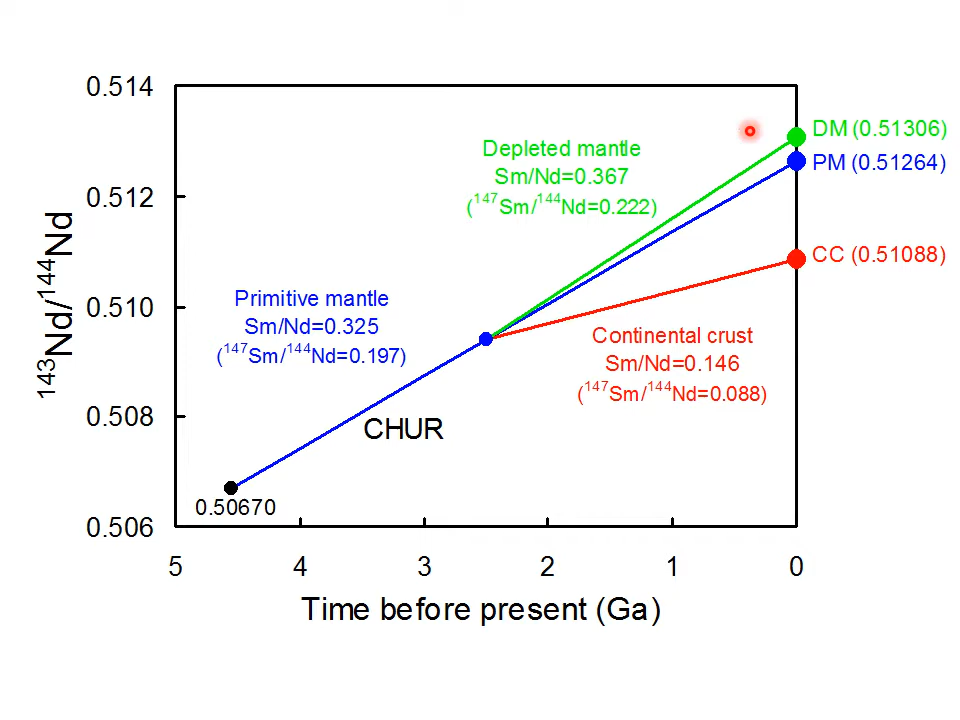 0.514
0.512
0.510
0.508
0.506
143Nd/144Nd
DM (0.51306)
PM (0.51264)
CC (0.51088)
Depleted mantle
Sm/Nd=0.367
(147Sm/144Nd=0.222)
Primitive mantle
Sm/Nd=0.325
(147Sm/144Nd=0.197)
Continental crust
Sm/Nd=0.146
(147Sm/144Nd=0.088)
CHUR
0.50670
5 4 3 2 1 0
Time before present (Ga)